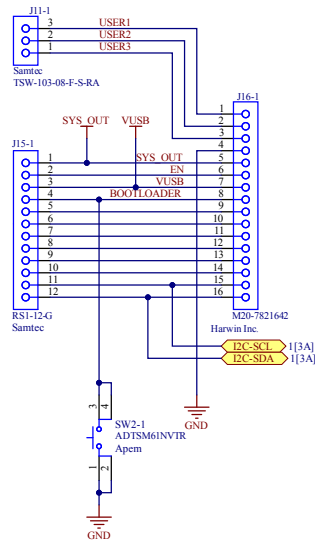 J11-1
3 USER1
2 USER2
1 USER3
Samtec
TSW-103-08-F-S-RA
J16-1
1
2
3
4
SYS_OUT VUSB
J15-1
1 SYS_OUT 5
2 EN 6
3 VUSB 7
4 BOOTLOADER 8
5 9
6 10
7 11
8 12
9 13
10 14
11 15
12 16
RS1-12-G
Samtec
M20-7821642
Harwin Inc.
I2C-SCL 1[3A]
I2C-SDA 1[3A]
3 4
SW2-1
ADTSM61NVTR
Apem
1 2
GND
GND